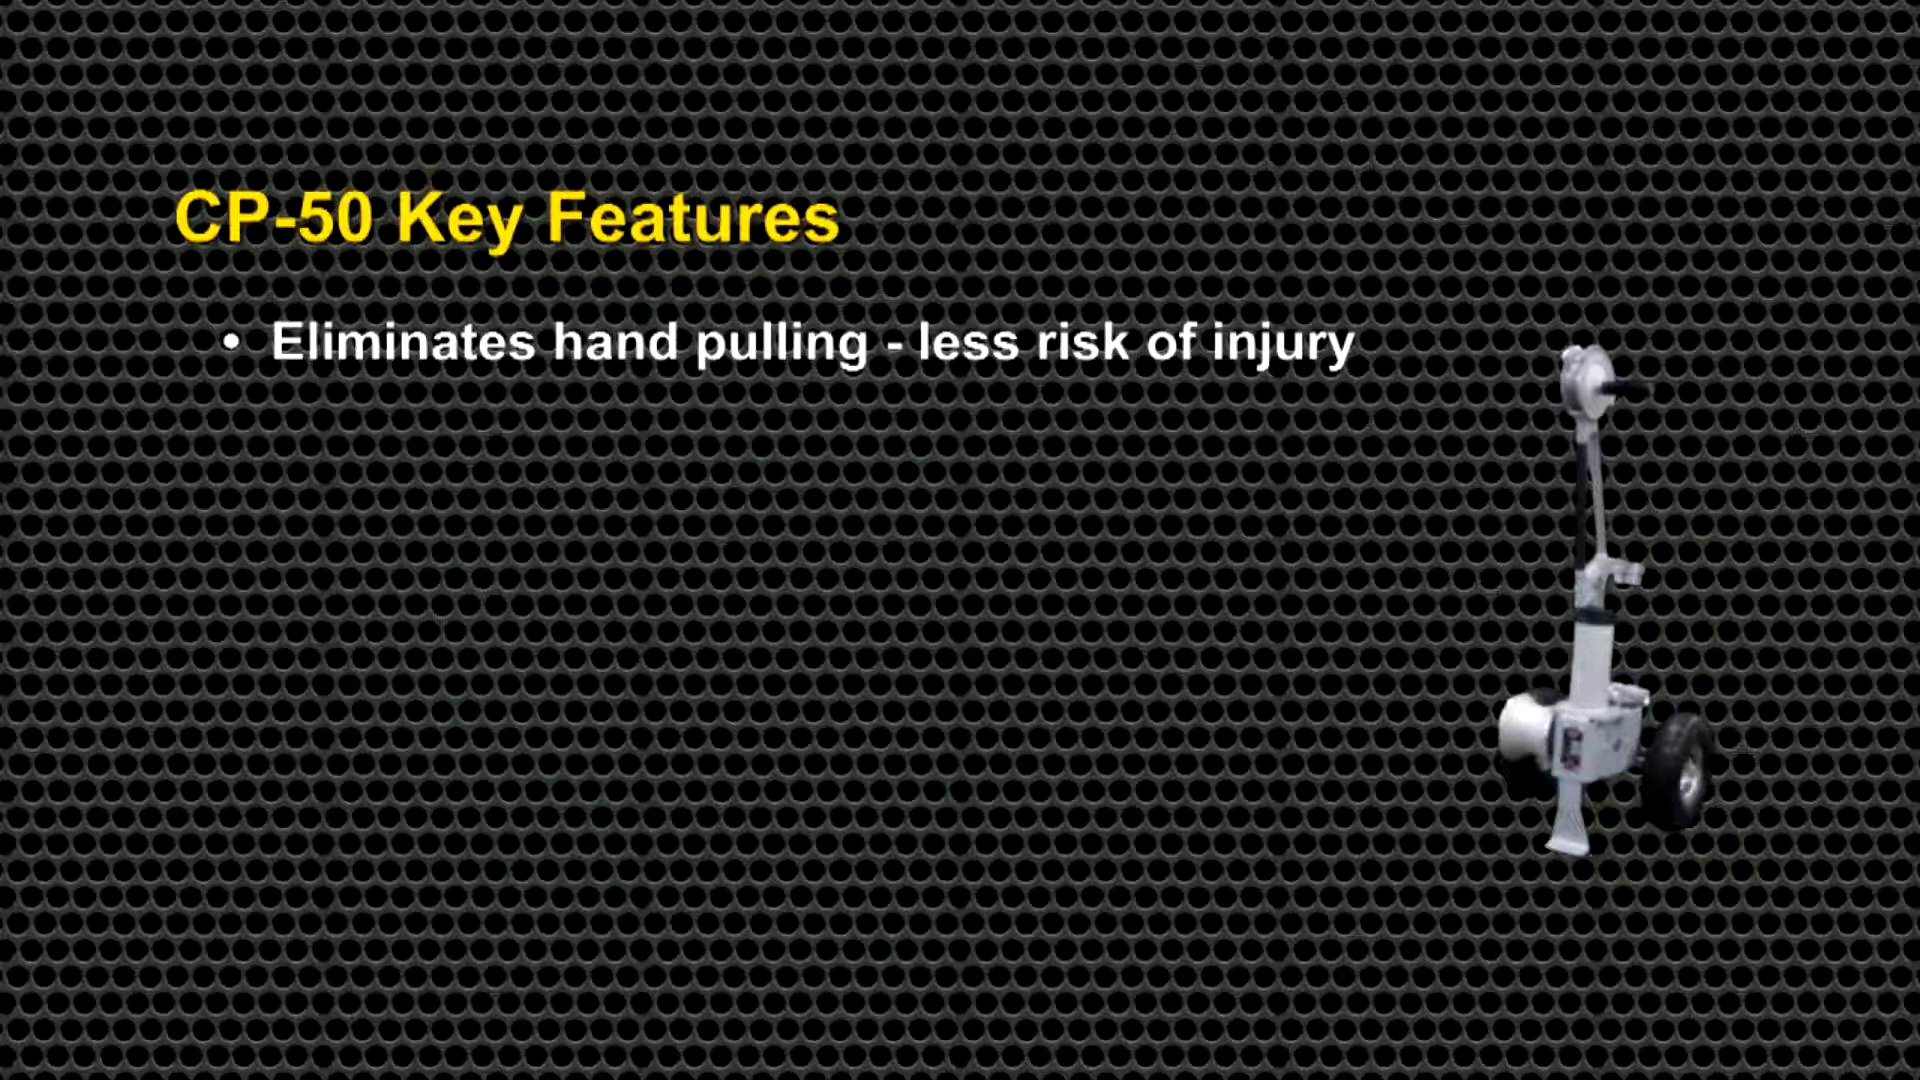 CP-50 Key Features
• Eliminates hand pulling - less risk of injury